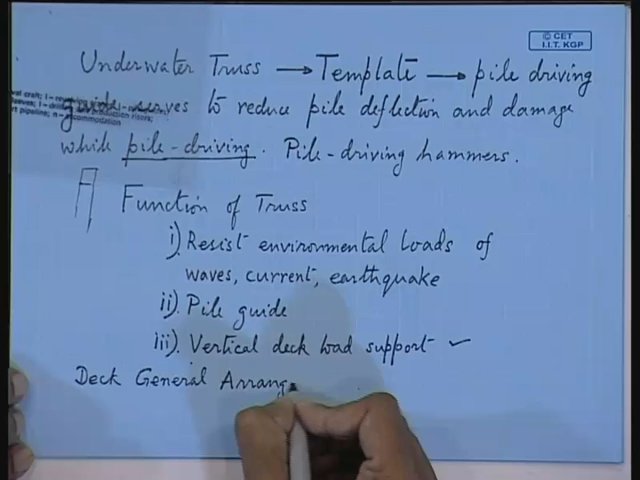 © CET
I.I.T. KGP
Underwater Truss → Template → pile driving
guide serves to reduce pile deflection and damage
while pile-driving. Pile-driving hammers.
Function of Truss
i). Resist environmental loads of
waves, current, earthquake
ii). Pile guide
iii). Vertical deck load support ✓
Deck General Arrang